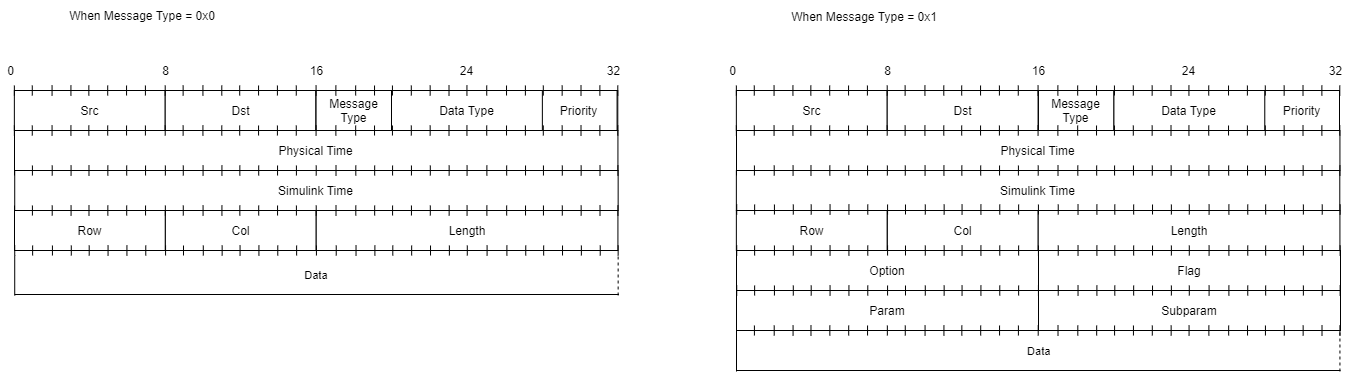 When Message Type = 0x0
0 8 16 24 32
Src Dst Message Type Data Type Priority
Physical Time
Simulink Time
Row Col Length
Data
When Message Type = 0x1
0 8 16 24 32
Src Dst Message Type Data Type Priority
Physical Time
Simulink Time
Row Col Length
Option Flag
Param Subparam
Data